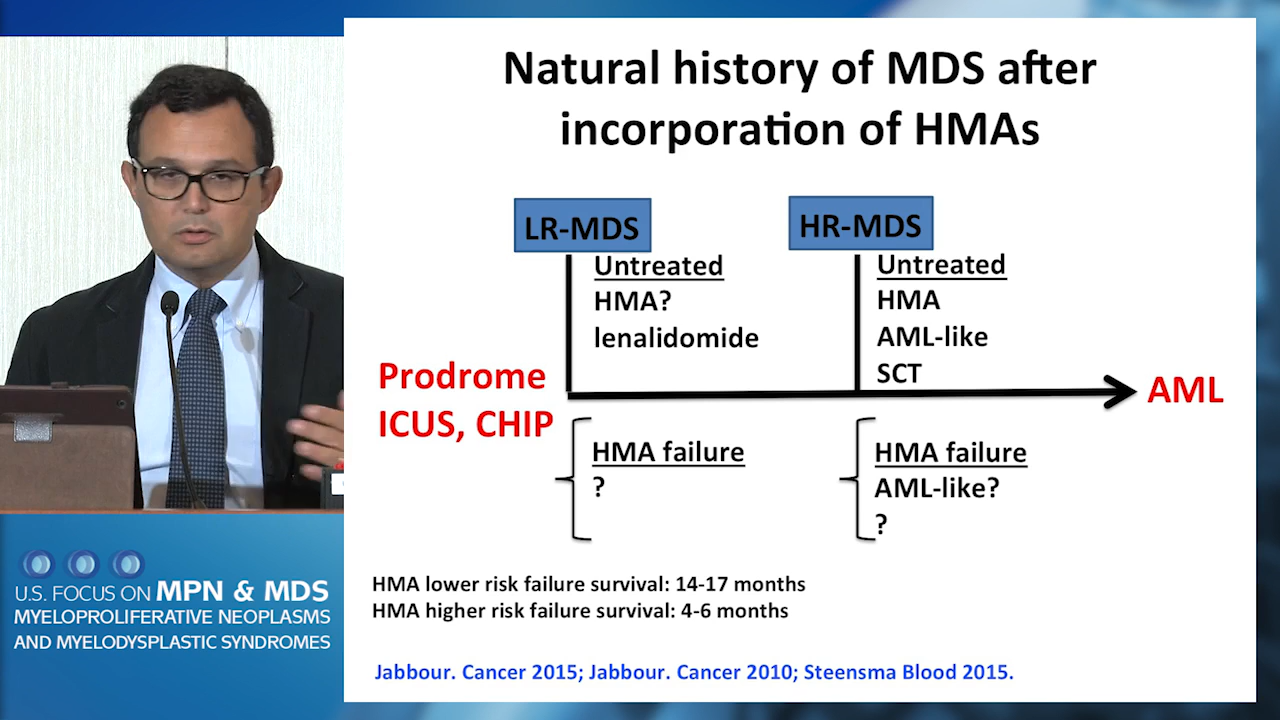 Natural history of MDS after
incorporation of HMAs
LR-MDS
HR-MDS
Untreated
HMA?
lenalidomide
Untreated
HMA
AML-like
SCT
Prodrome
ICUS, CHIP
AML
HMA failure
?
HMA failure
AML-like?
?
HMA lower risk failure survival: 14-17 months
HMA higher risk failure survival: 4-6 months
Jabbour. Cancer 2015; Jabbour. Cancer 2010; Steensma Blood 2015.
U.S. FOCUS ON MPN & MDS
MYELOPROLIFERATIVE NEOPLASMS
AND MYELODYSPLASTIC SYNDROMES